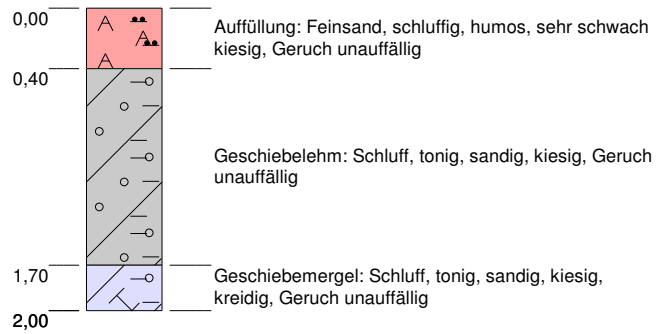 0,00
Auffüllung: Feinsand, schluffig, humos, sehr schwach
kiesig, Geruch unauffällig
0,40
Geschiebelehm: Schluff, tonig, sandig, kiesig, Geruch
unauffällig
1,70
Geschiebemergel: Schluff, tonig, sandig, kiesig,
kreidig, Geruch unauffällig
2,00